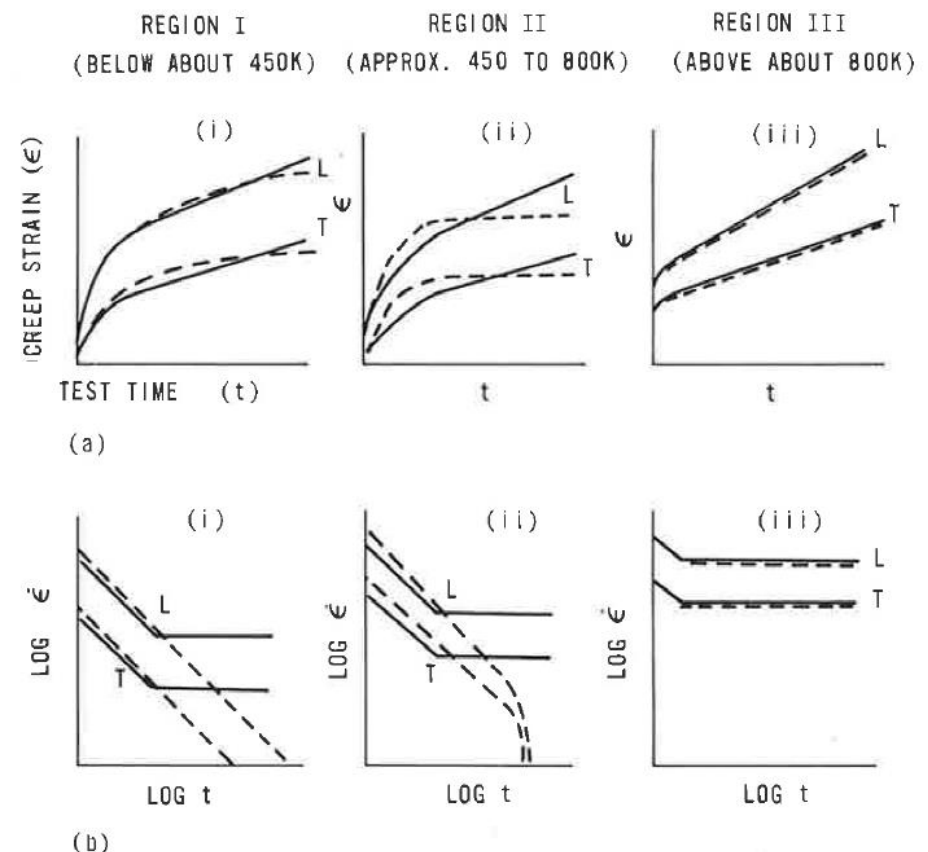 REGION I REGION II REGION III
(BELOW ABOUT 450K) (APPROX. 450 TO 800K) (ABOVE ABOUT 800K)
(i) (ii) (iii)
CREEP STRAIN (ϵ)
L
T
ϵ
L
T
ϵ
L
T
TEST TIME (t) t t
(a)
(i) (ii) (iii)
LOG ϵ̇
L
T
LOG ϵ̇
L
T
LOG ϵ̇
L
T
LOG t LOG t LOG t
(b)